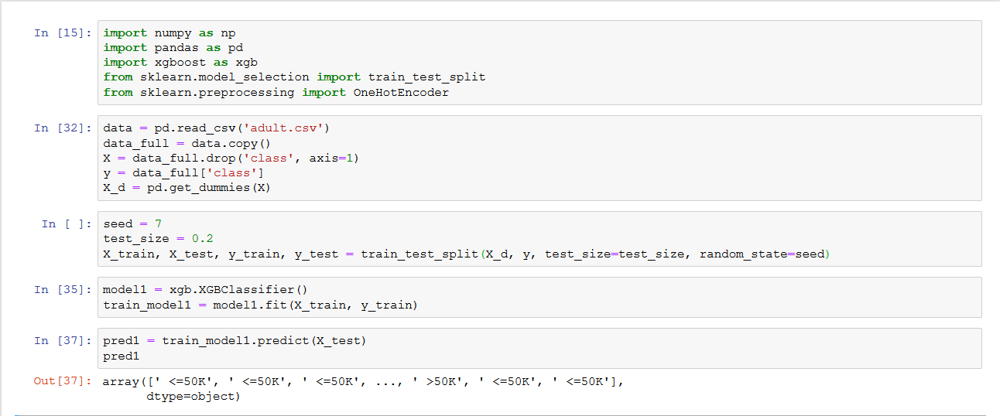 In [15]: import numpy as np
import pandas as pd
import xgboost as xgb
from sklearn.model_selection import train_test_split
from sklearn.preprocessing import OneHotEncoder
In [32]: data = pd.read_csv('adult.csv')
data_full = data.copy()
X = data_full.drop('class', axis=1)
y = data_full['class']
X_d = pd.get_dummies(X)
In [ ]: seed = 7
test_size = 0.2
X_train, X_test, y_train, y_test = train_test_split(X_d, y, test_size=test_size, random_state=seed)
In [35]: model1 = xgb.XGBClassifier()
train_model1 = model1.fit(X_train, y_train)
In [37]: pred1 = train_model1.predict(X_test)
pred1
Out[37]: array([' <=50K', ' <=50K', ' <=50K', ..., ' >50K', ' <=50K', ' <=50K'],
dtype=object)